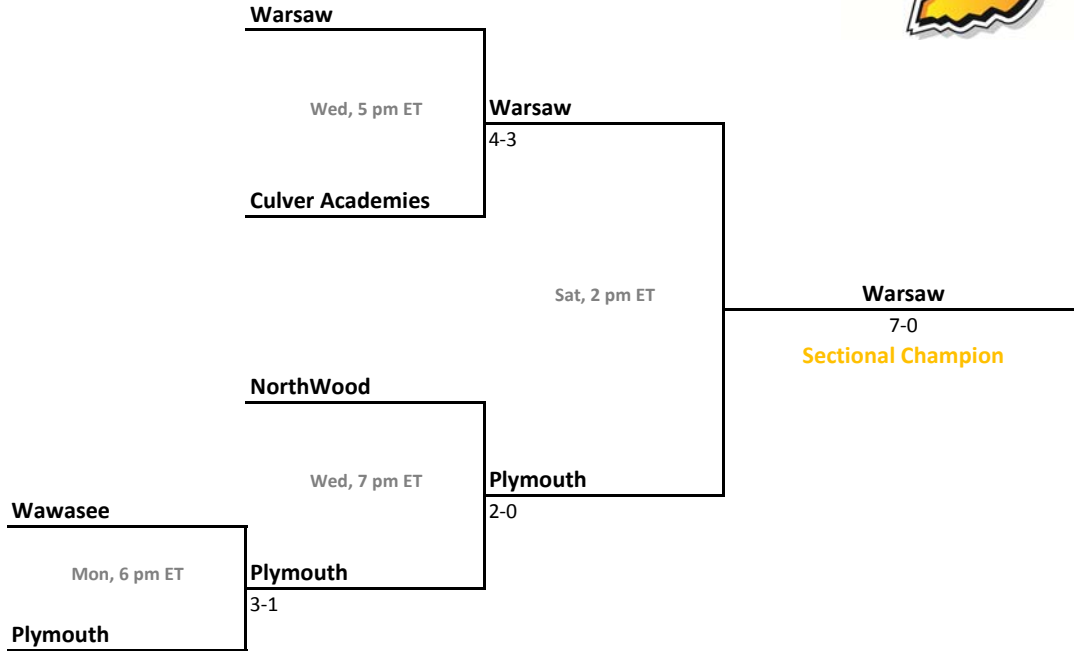 Warsaw
Wed, 5 pm ET
Warsaw
4-3
Culver Academies
Sat, 2 pm ET
Warsaw
7-0
Sectional Champion
NorthWood
Wed, 7 pm ET
Plymouth
2-0
Wawasee
Mon, 6 pm ET
Plymouth
3-1
Plymouth